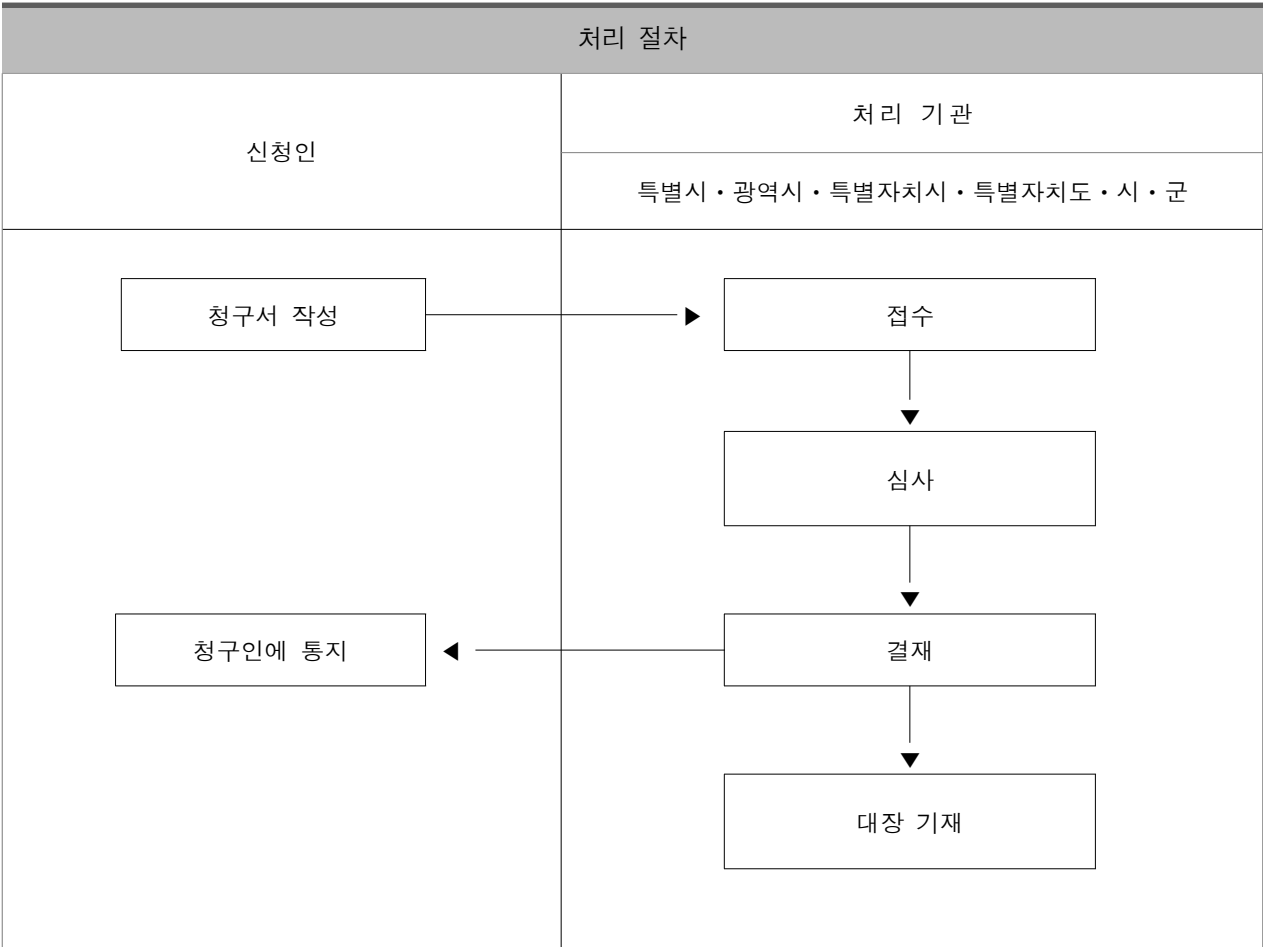 처리 절차
신청인
처리 기관
특별시・광역시・특별자치시・특별자치도・시・군
청구서 작성
접수
심사
청구인에 통지
결재
대장 기재